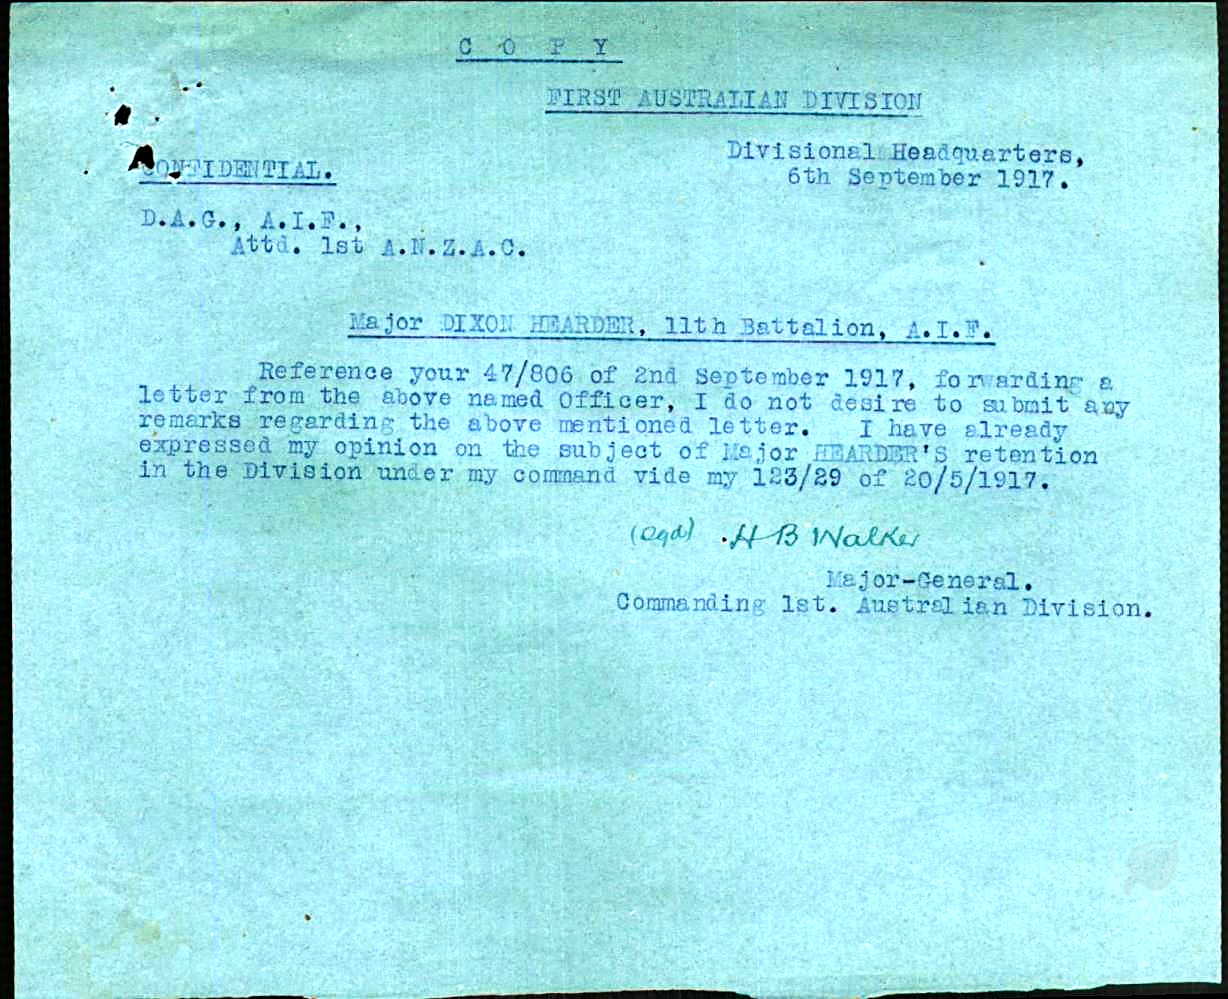 C O P Y
FIRST AUSTRALIAN DIVISION
Divisional Headquarters,
6th September 1917.
CONFIDENTIAL.
D.A.G., A.I.F.,
Attd. 1st A.N.Z.A.C.
Major DIXON HEARDER, 11th Battalion, A.I.F.
Reference your 47/806 of 2nd September 1917, forwarding a
letter from the above named Officer, I do not desire to submit any
remarks regarding the above mentioned letter. I have already
expressed my opinion on the subject of Major HEARDER'S retention
in the Division under my command vide my 123/29 of 20/5/1917.
(sgd) .H B Walker
Major-General.
Commanding 1st. Australian Division.